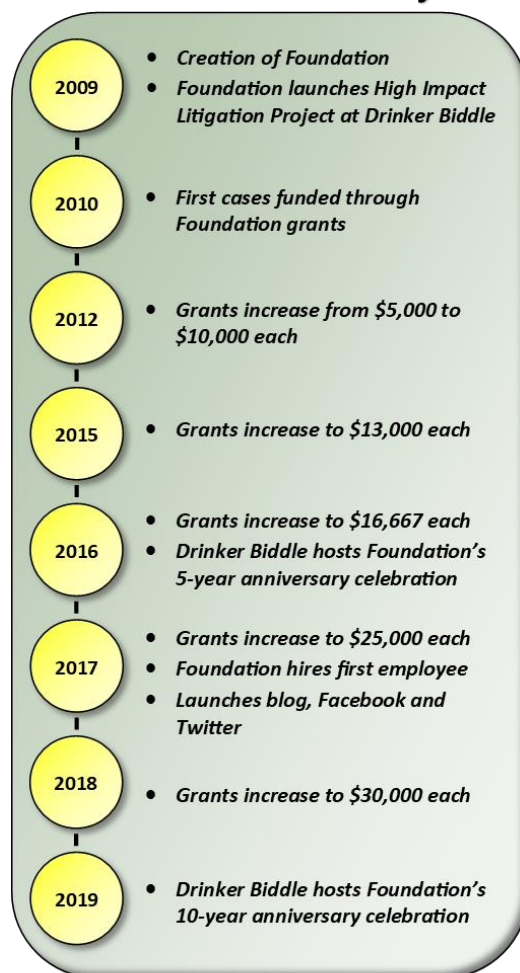 2009
• Creation of Foundation
• Foundation launches High Impact
Litigation Project at Drinker Biddle
2010
• First cases funded through
Foundation grants
2012
• Grants increase from $5,000 to
$10,000 each
2015
• Grants increase to $13,000 each
2016
• Grants increase to $16,667 each
• Drinker Biddle hosts Foundation’s
5-year anniversary celebration
2017
• Grants increase to $25,000 each
• Foundation hires first employee
• Launches blog, Facebook and
Twitter
2018
• Grants increase to $30,000 each
2019
• Drinker Biddle hosts Foundation’s
10-year anniversary celebration